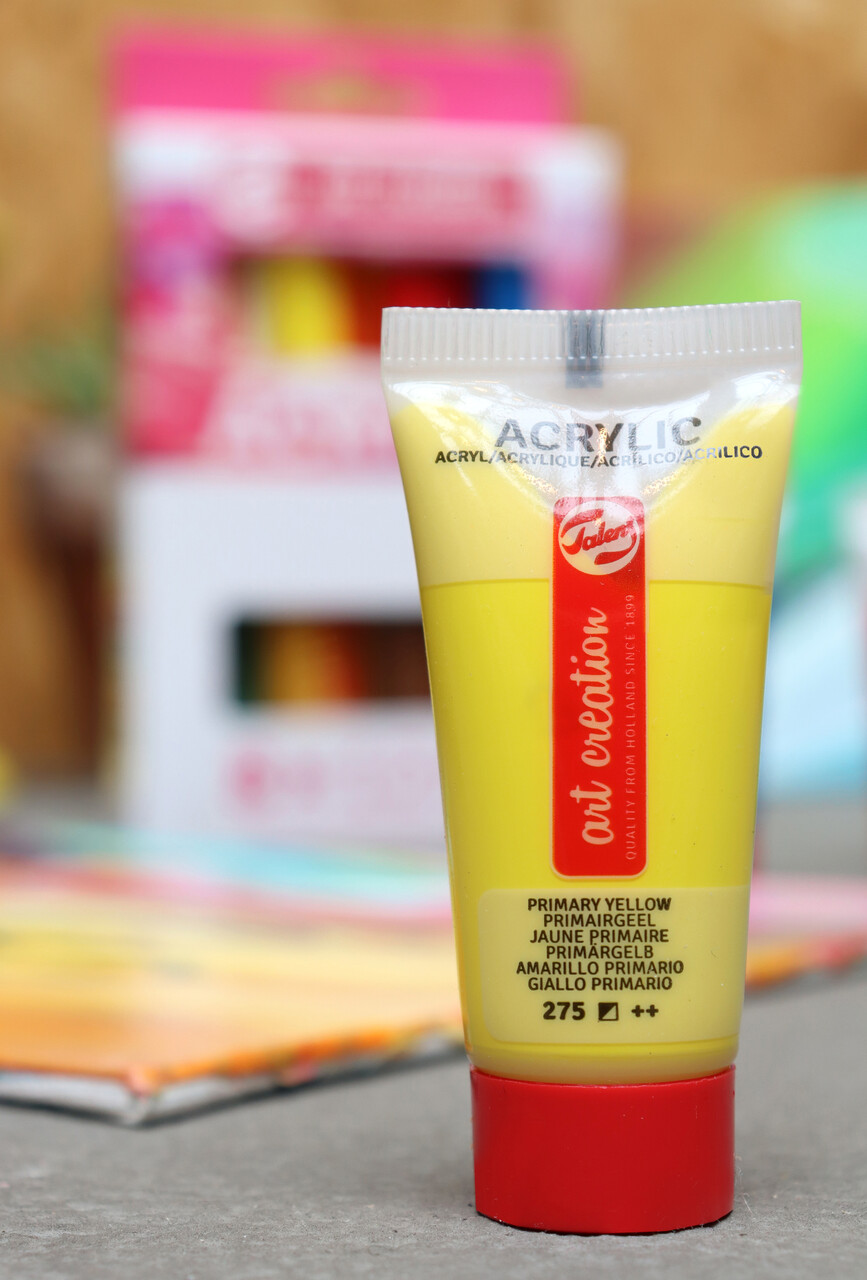 ACRYLIC
ACRYL/ACRYLIQUE/ACRÍLICO/ACRILICO
Talens
art creation
QUALITY FROM HOLLAND SINCE 1899
PRIMARY YELLOW
PRIMAIRGEEL
JAUNE PRIMAIRE
PRIMÄRGELB
AMARILLO PRIMARIO
GIALLO PRIMARIO
275 ++